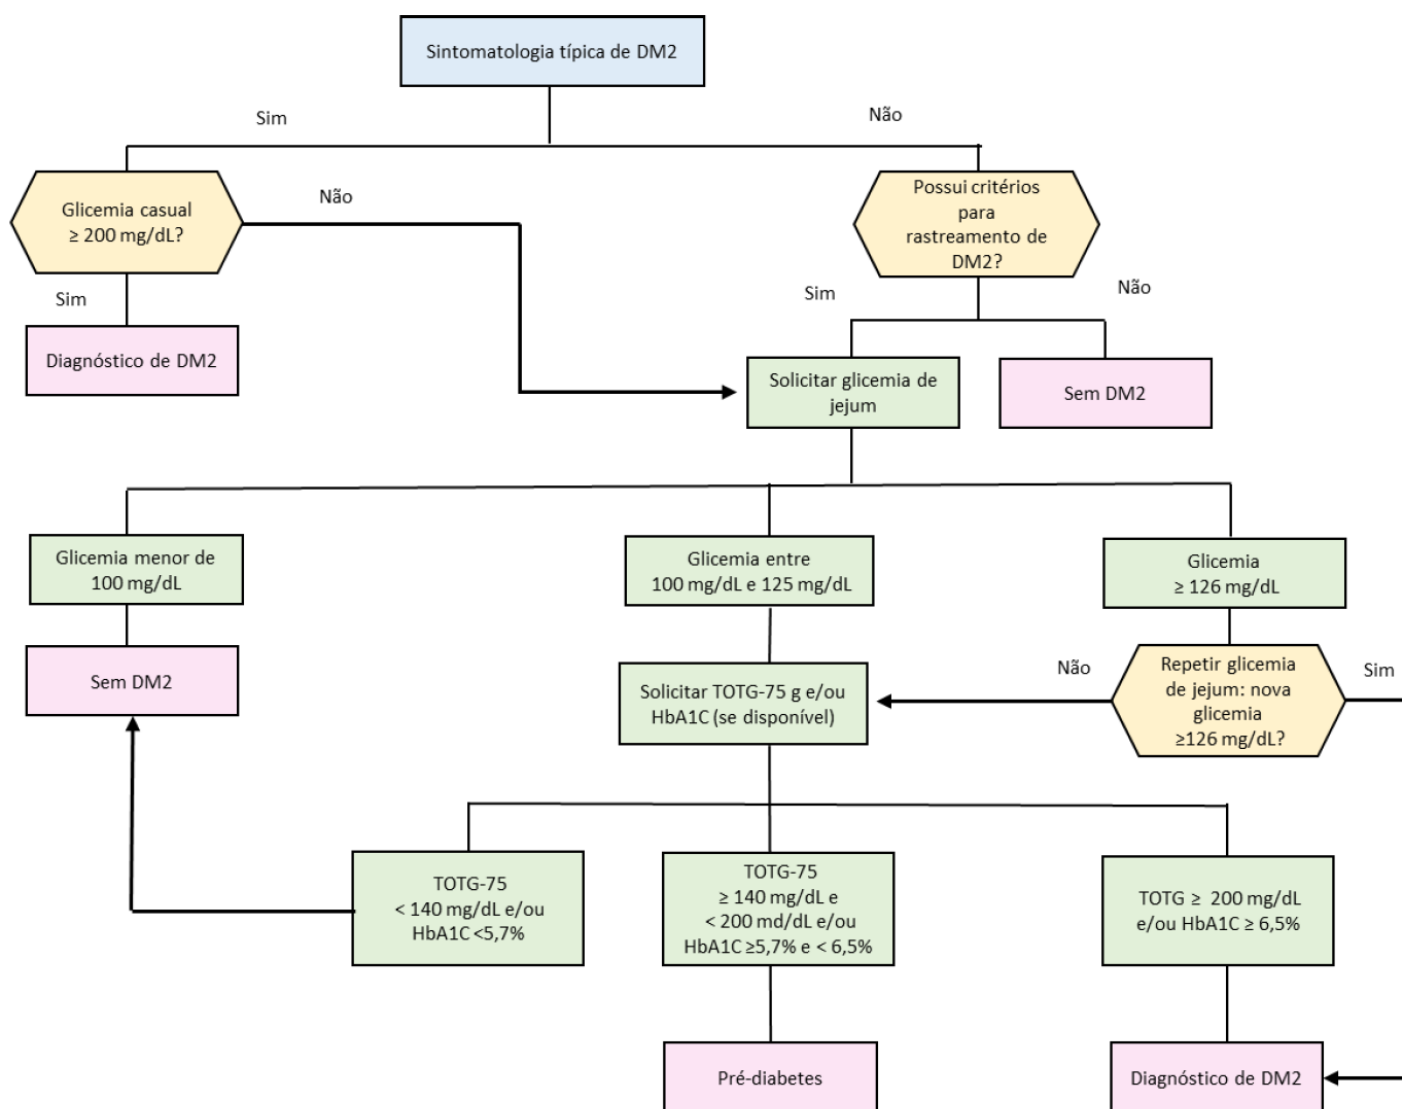 Sintomatologia típica de DM2
Sim
Não
Glicemia casual
≥ 200 mg/dL?
Não
Possui critérios
para
rastreamento de
DM2?
Sim
Sim
Não
Diagnóstico de DM2
Solicitar glicemia de
jejum
Sem DM2
Glicemia menor de
100 mg/dL
Glicemia entre
100 mg/dL e 125 mg/dL
Glicemia
≥ 126 mg/dL
Sem DM2
Solicitar TOTG-75 g e/ou
HbA1C (se disponível)
Não
Repetir glicemia
de jejum: nova
glicemia
≥126 mg/dL?
Sim
TOTG-75
< 140 mg/dL e/ou
HbA1C <5,7%
TOTG-75
≥ 140 mg/dL e
< 200 md/dL e/ou
HbA1C ≥5,7% e < 6,5%
TOTG ≥ 200 mg/dL
e/ou HbA1C ≥ 6,5%
Pré-diabetes
Diagnóstico de DM2